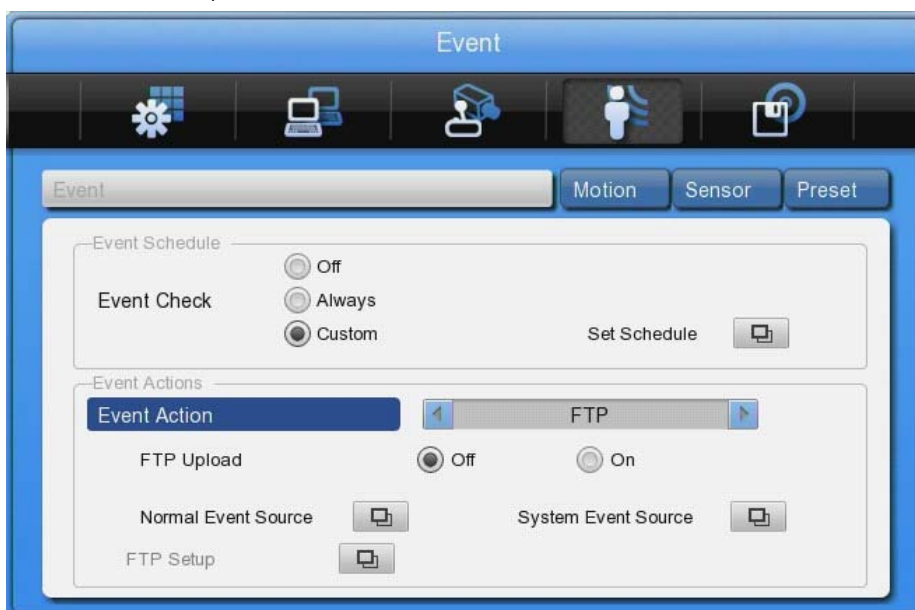 Event
Event Motion Sensor Preset
Event Schedule
Off
Event Check Always
Custom Set Schedule
Event Actions
Event Action FTP
FTP Upload Off On
Normal Event Source System Event Source
FTP Setup